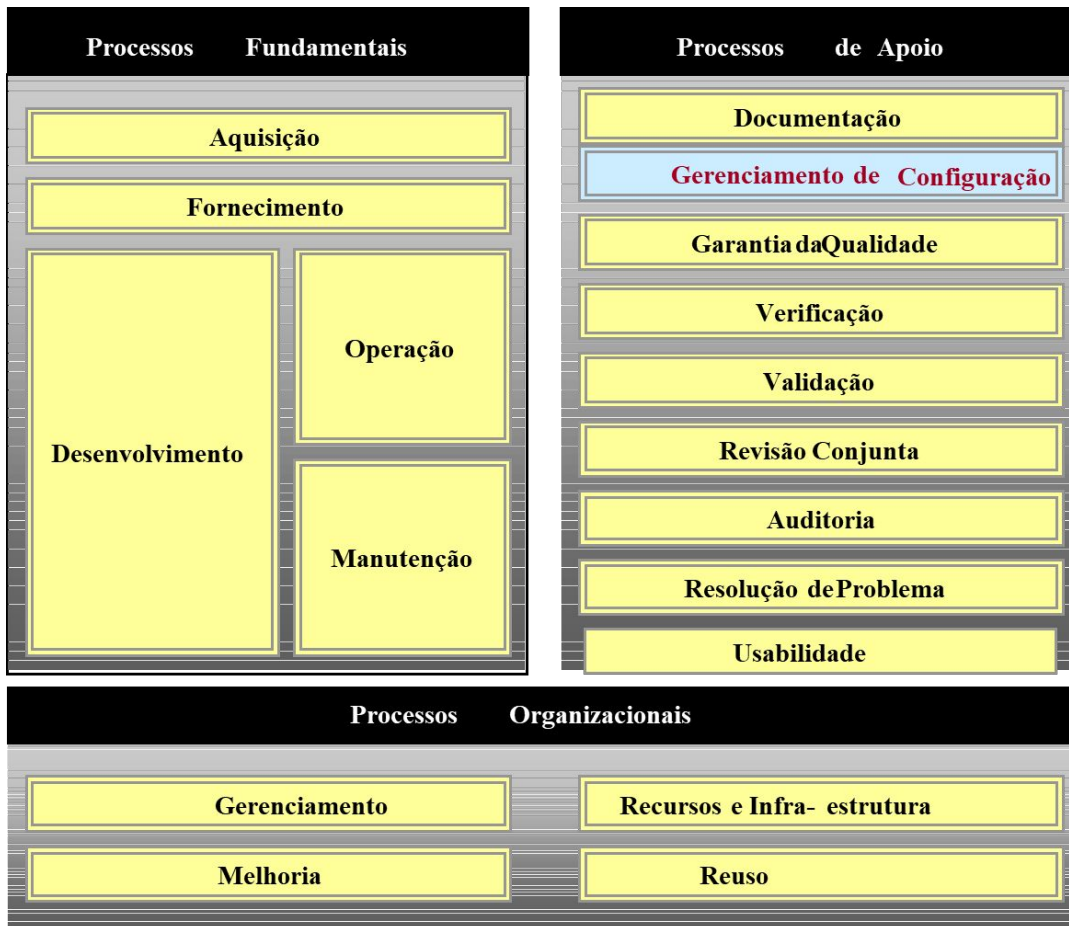 Processos Fundamentais
Aquisição
Fornecimento
Desenvolvimento
Operação
Manutenção
Processos de Apoio
Documentação
Gerenciamento de Configuração
Garantia daQualidade
Verificação
Validação
Revisão Conjunta
Auditoria
Resolução deProblema
Usabilidade
Processos Organizacionais
Gerenciamento
Recursos e Infra- estrutura
Melhoria
Reuso